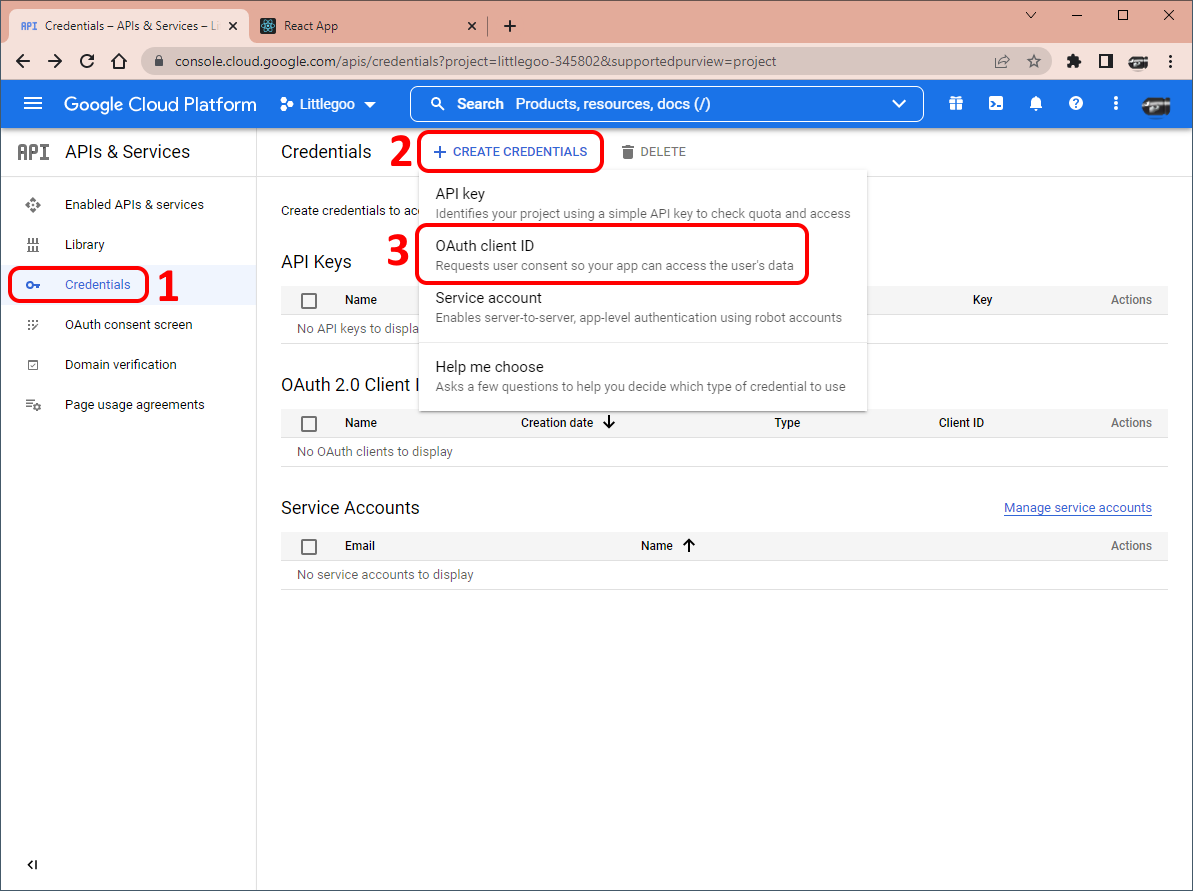 API Credentials – APIs & Services – Li
React App
console.cloud.google.com/apis/credentials?project=littlegoo-345802&supportedpurview=project
Google Cloud Platform
Littlegoo
Search Products, resources, docs (/)
API APIs & Services
Enabled APIs & services
Library
Credentials
1
OAuth consent screen
Domain verification
Page usage agreements
Credentials
2
+ CREATE CREDENTIALS
DELETE
API key
Identifies your project using a simple API key to check quota and access
3
OAuth client ID
Requests user consent so your app can access the user's data
Service account
Enables server-to-server, app-level authentication using robot accounts
Help me choose
Asks a few questions to help you decide which type of credential to use
Create credentials to
API Keys
Name Key Actions
No API keys to displa
OAuth 2.0 Client I
Name Creation date Type Client ID Actions
No OAuth clients to display
Service Accounts
Manage service accounts
Email Name Actions
No service accounts to display